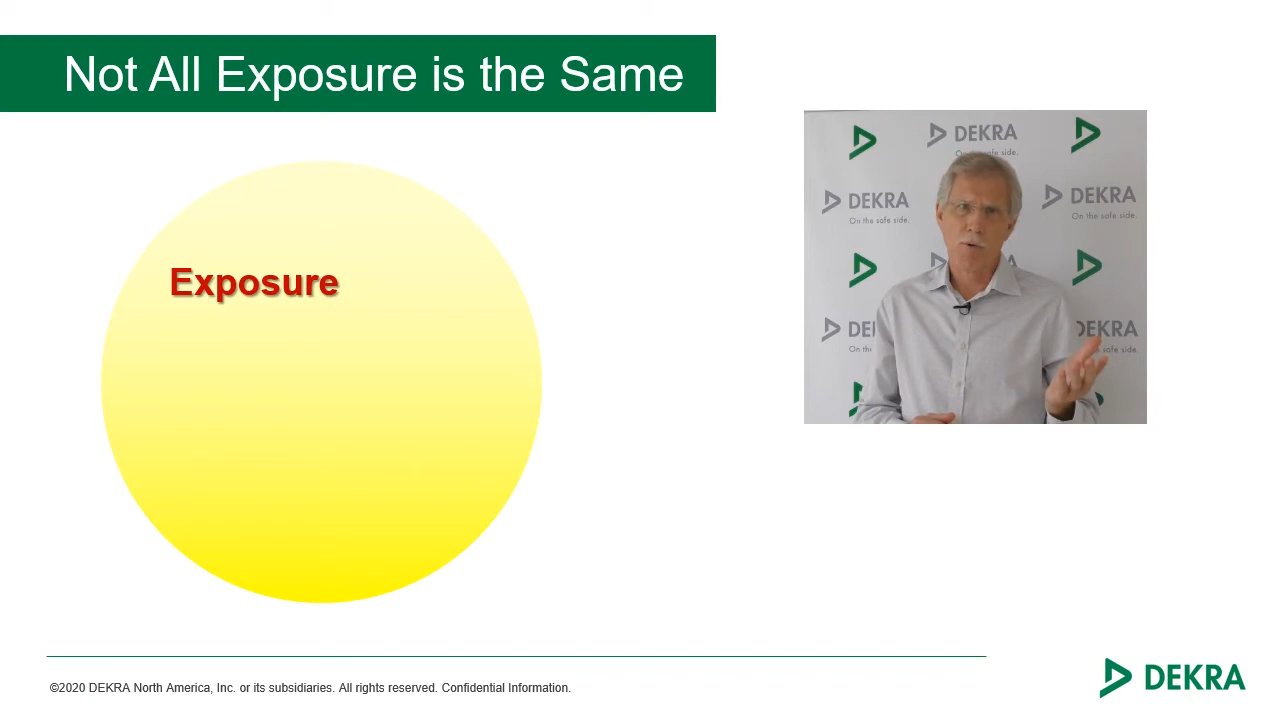 Not All Exposure is the Same
Exposure
DEKRA
On the safe side.
DEKRA
On the safe side.
DEKRA
On the safe side.
DE
On th
DEKRA
safe side
©2020 DEKRA North America, Inc. or its subsidiaries. All rights reserved. Confidential Information.
DEKRA